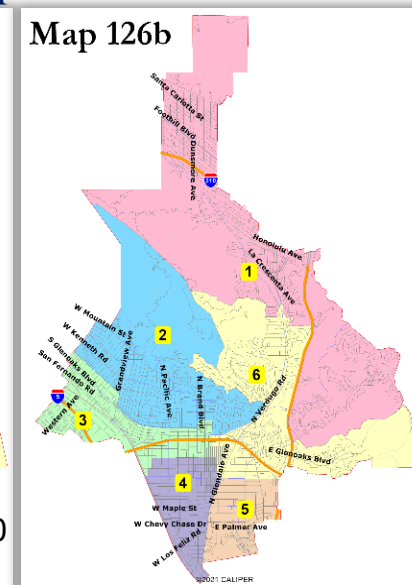 Map 126b
Santa Carlotta St
Foothill Blvd
Dunsmore Ave
210
Honolulu Ave
La Crescenta Ave
1
W Mountain St
W Kenneth Rd
S Glenoaks Blvd
San Fernando Rd
Grandview Ave
2
N Pacific Ave
N Brand Blvd
6
N Verdugo Rd
5
Western Ave
3
E Glenoaks Blvd
N Glendale Ave
4
W Maple St
W Chevy Chase Dr
W Los Feliz Rd
5
E Palmer Ave
0
©2021 CALIPER